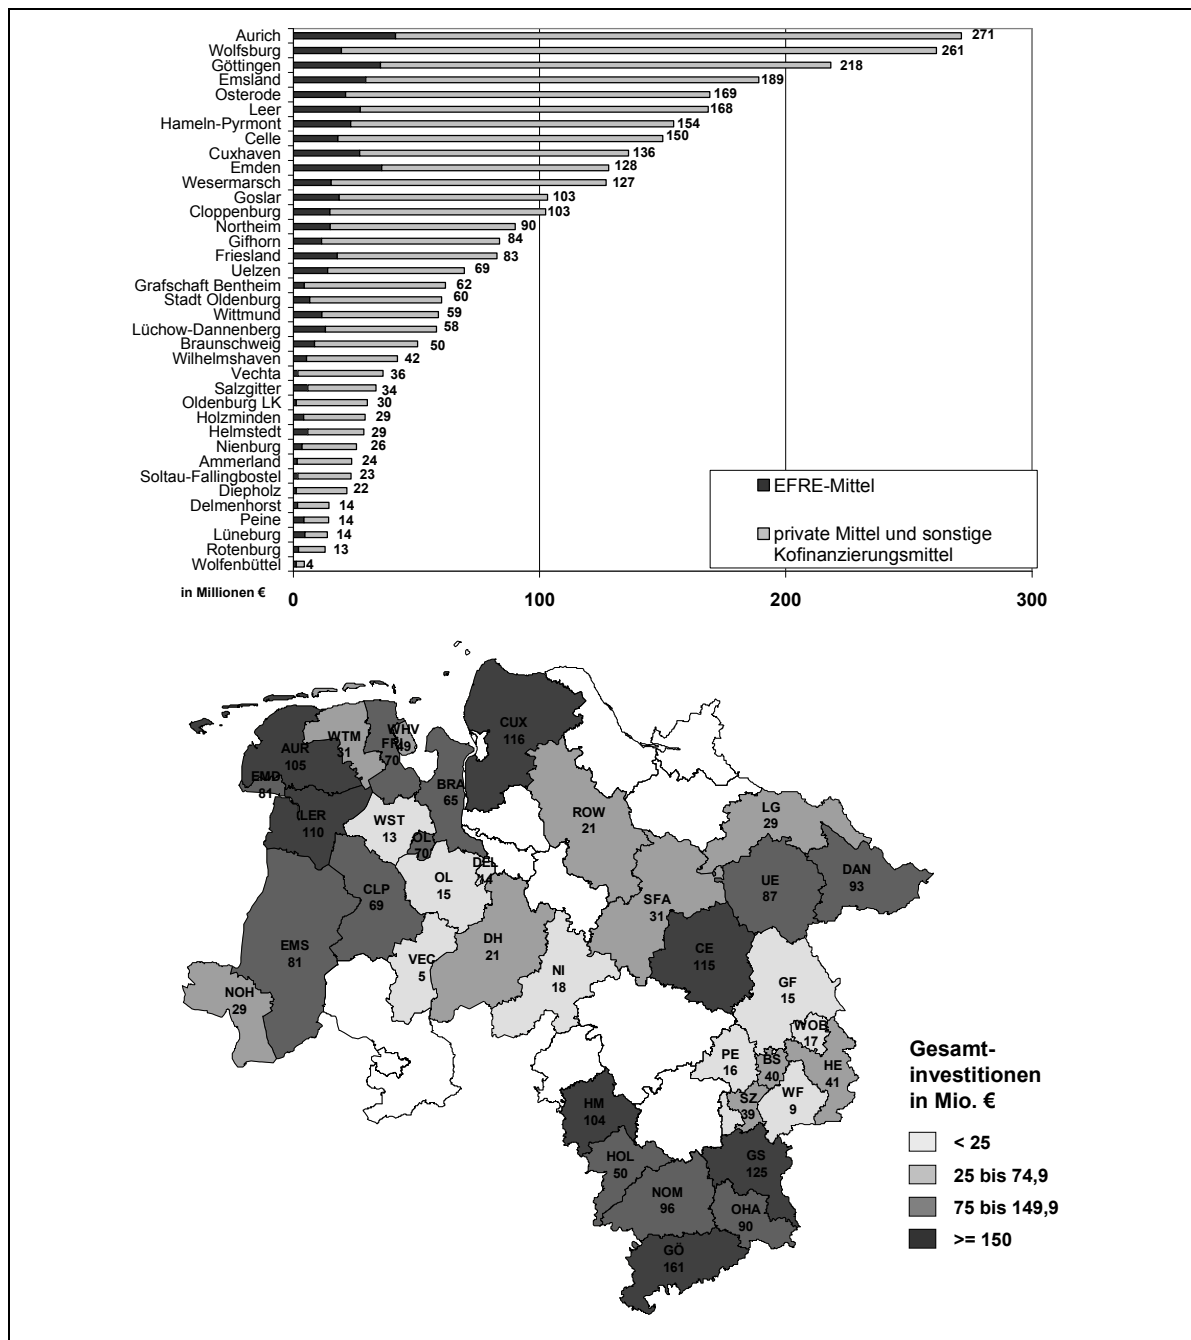 Aurich 271
Wolfsburg 261
Göttingen 218
Emsland 189
Osterode 169
Leer 168
Hameln-Pyrmont 154
Celle 150
Cuxhaven 136
Emden 128
Wesermarsch 127
Goslar 103
Cloppenburg 103
Northeim 90
Gifhorn 84
Friesland 83
Uelzen 69
Grafschaft Bentheim 62
Stadt Oldenburg 60
Wittmund 59
Lüchow-Dannenberg 58
Braunschweig 50
Wilhelmshaven 42
Vechta 36
Salzgitter 34
Oldenburg LK 30
Holzminden 29
Helmstedt 29
Nienburg 26
Ammerland 24
Soltau-Fallingbostel 23
Diepholz 22
Delmenhorst 14
Peine 14
Lüneburg 14
Rotenburg 13
Wolfenbüttel 4
EFRE-Mittel
private Mittel und sonstige
Kofinanzierungsmittel
in Millionen €
0 100 200 300
CUX
116
WHV
49
WTM
31
FRI
70
AUR
105
EMD
81
BRA
65
LER
110
WST
13
OL
70
ROW
21
LG
29
DEL
14
OL
15
CLP
69
UE
87
DAN
93
SFA
31
EMS
81
DH
21
CE
115
VEC
5
NI
18
GF
15
NOH
29
WOB
17
PE
16
BS
40
HE
41
SZ
39
WF
9
HM
104
HOL
50
GS
125
NOM
96
OHA
90
GÖ
161
Gesamt-
investitionen
in Mio. €
< 25
25 bis 74,9
75 bis 149,9
>= 150